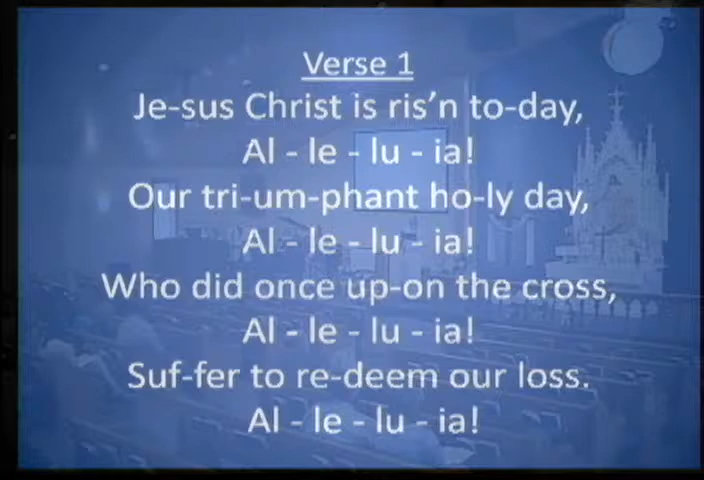 Verse 1
Je-sus Christ is ris’n to-day,
Al - le - lu - ia!
Our tri-um-phant ho-ly day,
Al - le - lu - ia!
Who did once up-on the cross,
Al - le - lu - ia!
Suf-fer to re-deem our loss.
Al - le - lu - ia!